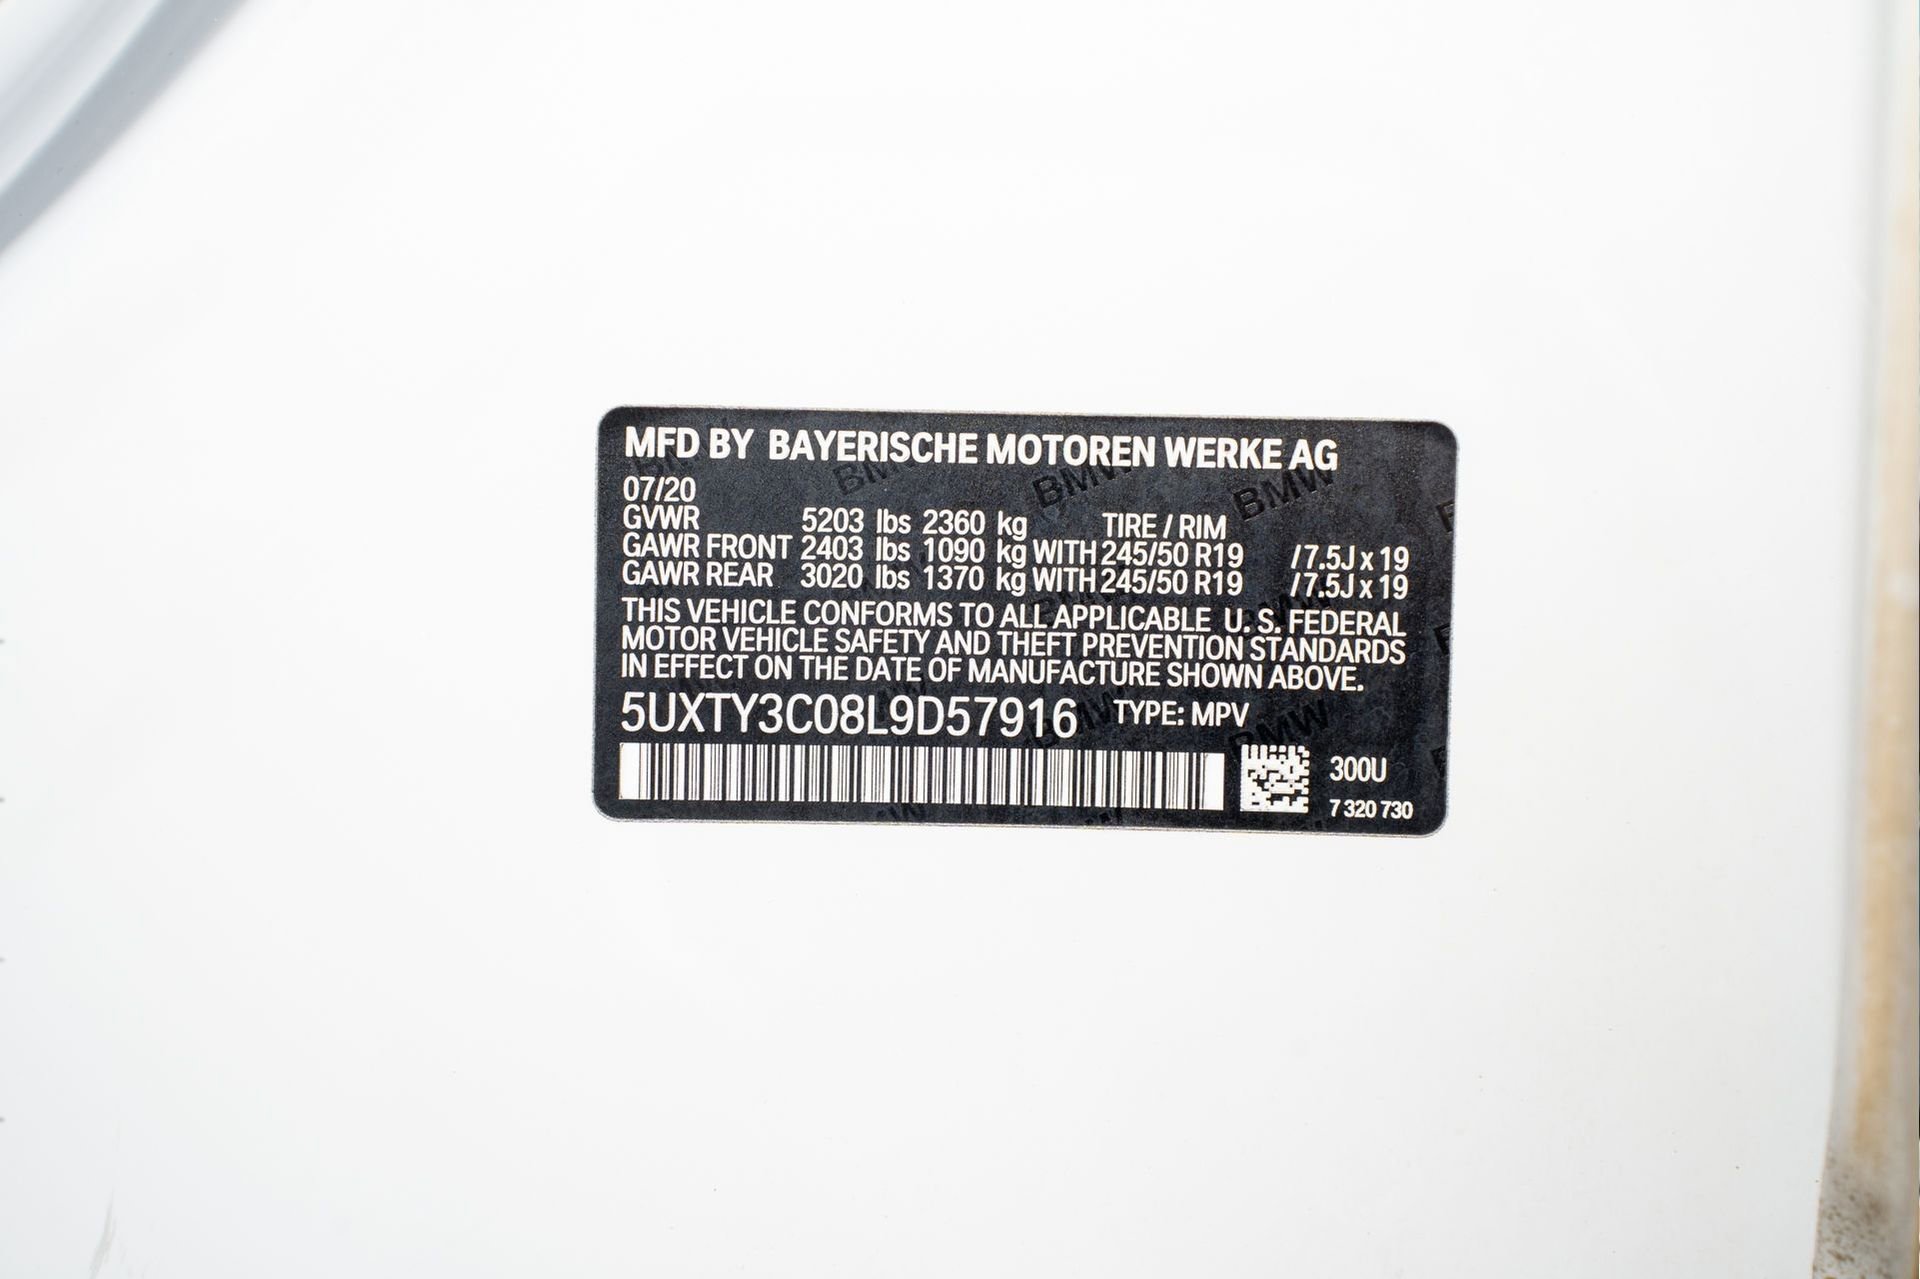 MFD BY BAYERISCHE MOTOREN WERKE AG
07/20
GVWR 5203 lbs 2360 kg TIRE / RIM
GAWR FRONT 2403 lbs 1090 kg WITH 245/50 R19 /7.5J x 19
GAWR REAR 3020 lbs 1370 kg WITH 245/50 R19 /7.5J x 19
THIS VEHICLE CONFORMS TO ALL APPLICABLE U. S. FEDERAL
MOTOR VEHICLE SAFETY AND THEFT PREVENTION STANDARDS
IN EFFECT ON THE DATE OF MANUFACTURE SHOWN ABOVE.
5UXTY3C08L9D57916 TYPE: MPV
300U
7 320 730